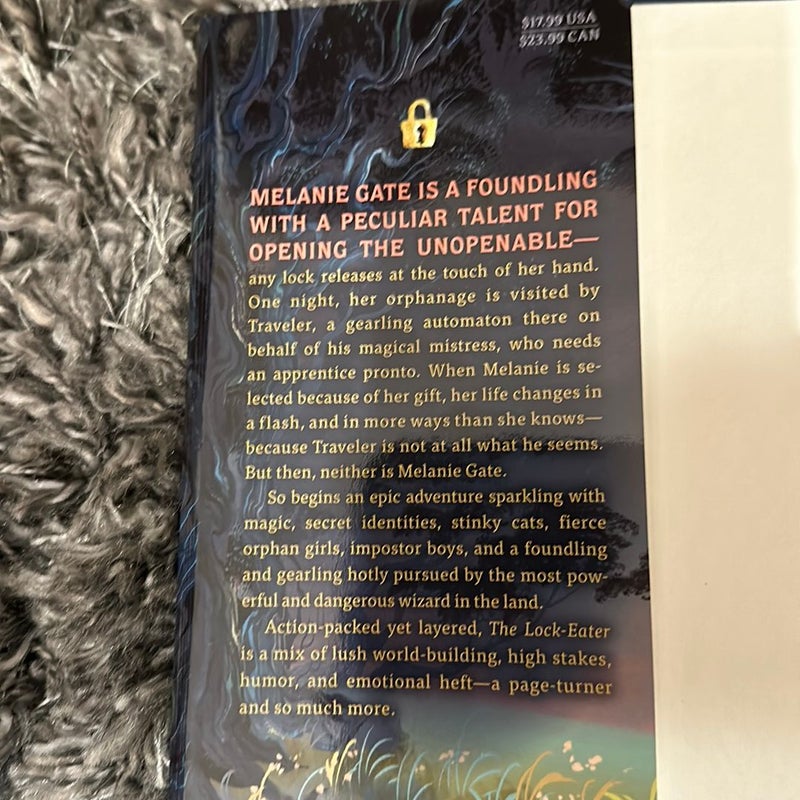 $17.99 USA
$23.99 CAN
MELANIE GATE IS A FOUNDLING
WITH A PECULIAR TALENT FOR
OPENING THE UNOPENABLE—
any lock releases at the touch of her hand.
One night, her orphanage is visited by
Traveler, a gearling automaton there on
behalf of his magical mistress, who needs
an apprentice pronto. When Melanie is se-
lected because of her gift, her life changes in
a flash, and in more ways than she knows—
because Traveler is not at all what he seems.
But then, neither is Melanie Gate.
So begins an epic adventure sparkling with
magic, secret identities, stinky cats, fierce
orphan girls, impostor boys, and a foundling
and gearling hotly pursued by the most pow-
erful and dangerous wizard in the land.
Action-packed yet layered, The Lock-Eater
is a mix of lush world-building, high stakes,
humor, and emotional heft—a page-turner
and so much more.